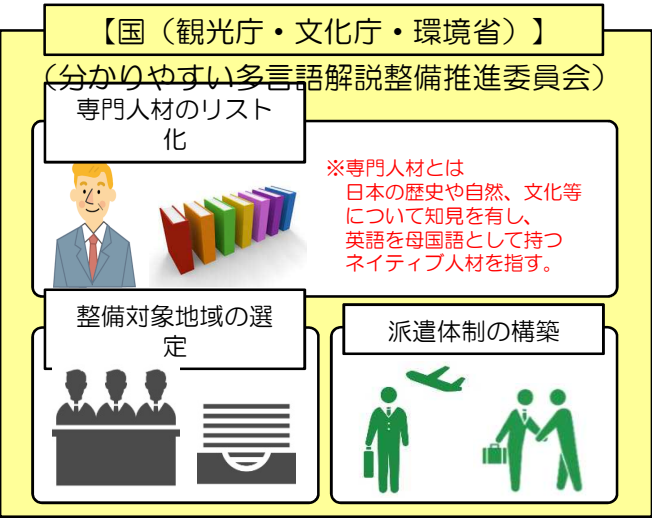 【国（観光庁・文化庁・環境省）】
（分かりやすい多言語解説整備推進委員会）
専門人材のリスト
化
※専門人材とは
日本の歴史や自然、文化等
について知見を有し、
英語を母国語として持つ
ネイティブ人材を指す。
整備対象地域の選
定
派遣体制の構築